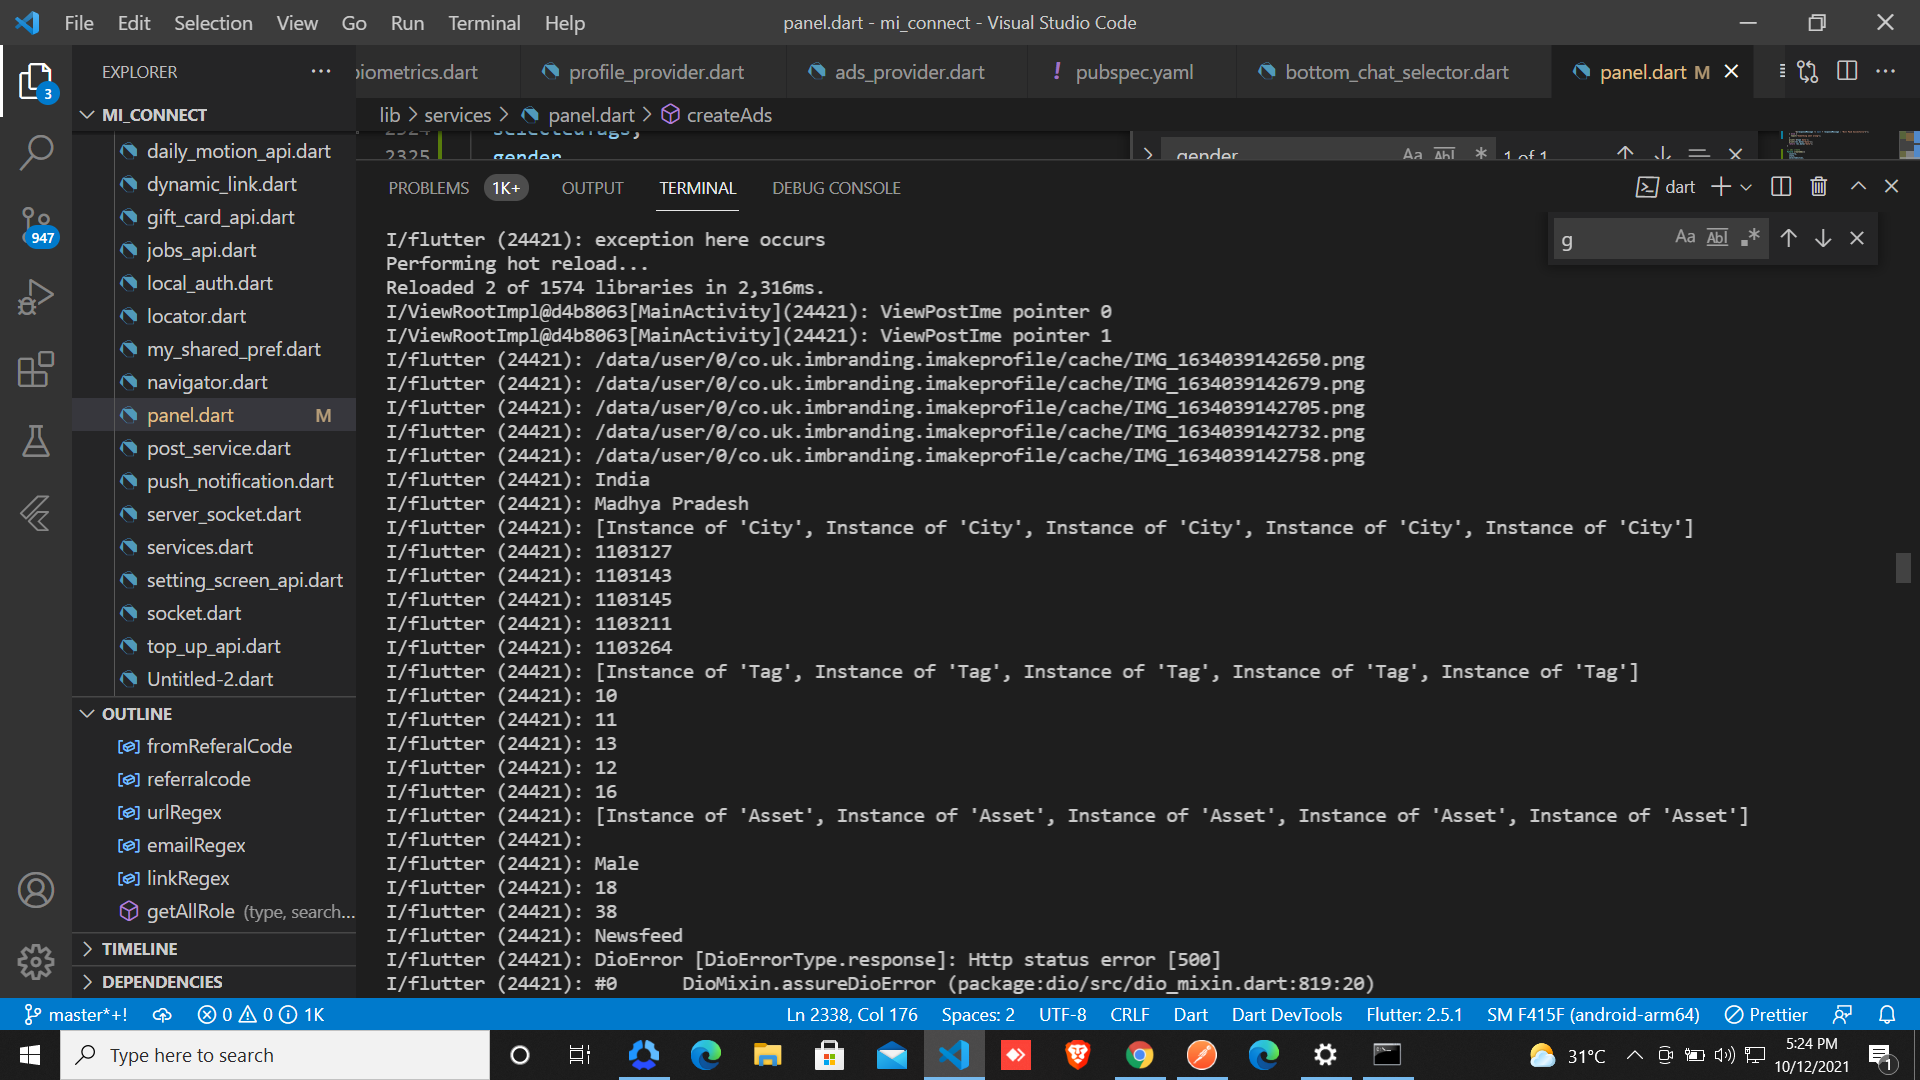 File Edit Selection View Go Run Terminal Help
panel.dart - mi_connect - Visual Studio Code
EXPLORER
iometrics.dart
profile_provider.dart
ads_provider.dart
! pubspec.yaml
bottom_chat_selector.dart
panel.dart M
3
MI_CONNECT
lib > services > panel.dart > createAds
2324 selectedTags,
2325 gender
gender
Aa Abl * 1 of 1
daily_motion_api.dart
dynamic_link.dart
gift_card_api.dart
947
jobs_api.dart
local_auth.dart
locator.dart
my_shared_pref.dart
navigator.dart
panel.dart M
post_service.dart
push_notification.dart
server_socket.dart
services.dart
setting_screen_api.dart
socket.dart
top_up_api.dart
Untitled-2.dart
OUTLINE
fromReferalCode
referralcode
urlRegex
emailRegex
linkRegex
getAllRole (type, search...
TIMELINE
DEPENDENCIES
PROBLEMS 1K+ OUTPUT TERMINAL DEBUG CONSOLE
dart
g
Aa Abl *
I/flutter (24421): exception here occurs
Performing hot reload...
Reloaded 2 of 1574 libraries in 2,316ms.
I/ViewRootImpl@d4b8063[MainActivity](24421): ViewPostIme pointer 0
I/ViewRootImpl@d4b8063[MainActivity](24421): ViewPostIme pointer 1
I/flutter (24421): /data/user/0/co.uk.imbranding.imakeprofile/cache/IMG_1634039142650.png
I/flutter (24421): /data/user/0/co.uk.imbranding.imakeprofile/cache/IMG_1634039142679.png
I/flutter (24421): /data/user/0/co.uk.imbranding.imakeprofile/cache/IMG_1634039142705.png
I/flutter (24421): /data/user/0/co.uk.imbranding.imakeprofile/cache/IMG_1634039142732.png
I/flutter (24421): /data/user/0/co.uk.imbranding.imakeprofile/cache/IMG_1634039142758.png
I/flutter (24421): India
I/flutter (24421): Madhya Pradesh
I/flutter (24421): [Instance of 'City', Instance of 'City', Instance of 'City', Instance of 'City', Instance of 'City']
I/flutter (24421): 1103127
I/flutter (24421): 1103143
I/flutter (24421): 1103145
I/flutter (24421): 1103211
I/flutter (24421): 1103264
I/flutter (24421): [Instance of 'Tag', Instance of 'Tag', Instance of 'Tag', Instance of 'Tag', Instance of 'Tag']
I/flutter (24421): 10
I/flutter (24421): 11
I/flutter (24421): 13
I/flutter (24421): 12
I/flutter (24421): 16
I/flutter (24421): [Instance of 'Asset', Instance of 'Asset', Instance of 'Asset', Instance of 'Asset', Instance of 'Asset']
I/flutter (24421):
I/flutter (24421): Male
I/flutter (24421): 18
I/flutter (24421): 38
I/flutter (24421): Newsfeed
I/flutter (24421): DioError [DioErrorType.response]: Http status error [500]
I/flutter (24421): #0      DioMixin.assureDioError (package:dio/src/dio_mixin.dart:819:20)
master*+! 0 0 1K
Ln 2338, Col 176 Spaces: 2 UTF-8 CRLF Dart Dart DevTools Flutter: 2.5.1 SM F415F (android-arm64) Prettier
Type here to search
31°C
5:24 PM
10/12/2021
1